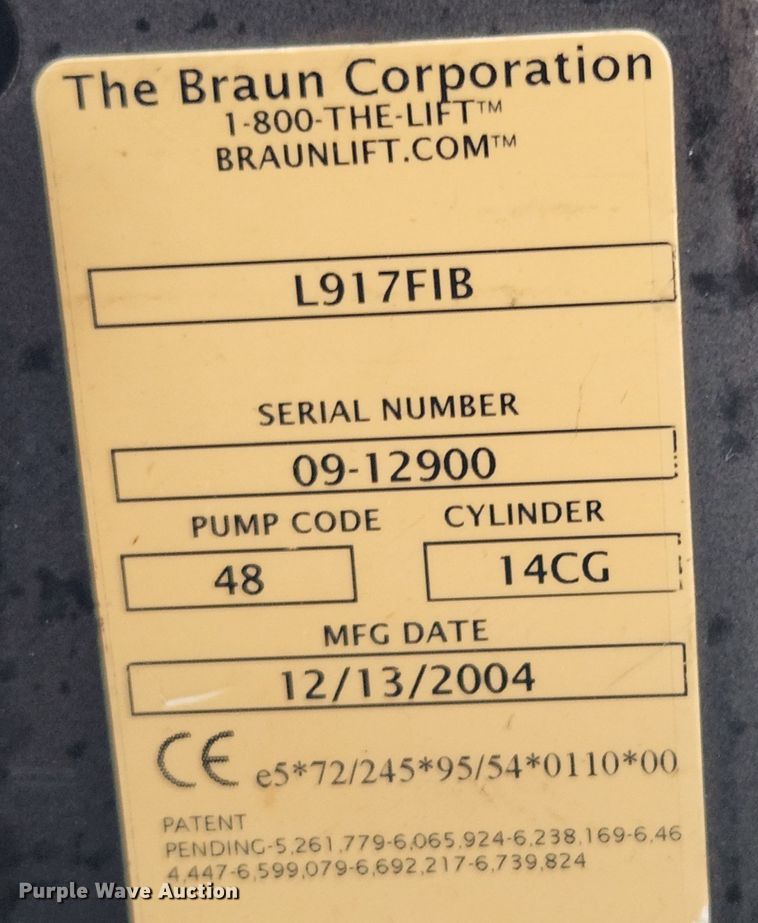 The Braun Corporation
1-800-THE-LIFT™
BRAUNLIFT.COM™
L917FIB
SERIAL NUMBER
09-12900
PUMP CODE CYLINDER
48 14CG
MFG DATE
12/13/2004
CE e5*72/245*95/54*0110*00
PATENT
PENDING-5,261,779-6,065,924-6,238,169-6,46
4,447-6,599,079-6,692,217-6,739,824
Purple Wave Auction